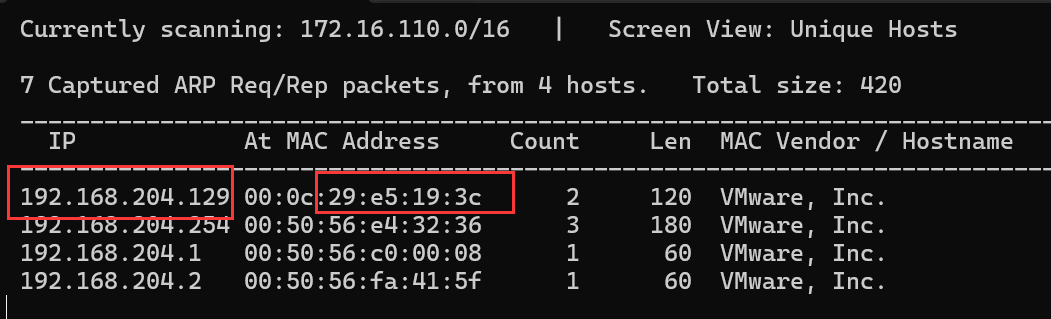 Currently scanning: 172.16.110.0/16   |   Screen View: Unique Hosts
7 Captured ARP Req/Rep packets, from 4 hosts.   Total size: 420
_____________________________________________________________________________
IP            At MAC Address     Count     Len  MAC Vendor / Hostname
-----------------------------------------------------------------------------
192.168.204.129 00:0c:29:e5:19:3c      2     120  VMware, Inc.
192.168.204.254 00:50:56:e4:32:36      3     180  VMware, Inc.
192.168.204.1   00:50:56:c0:00:08      1      60  VMware, Inc.
192.168.204.2   00:50:56:fa:41:5f      1      60  VMware, Inc.